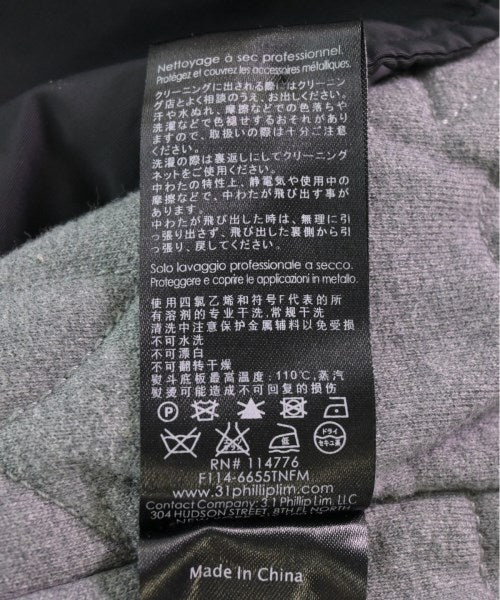 Nettoyage à sec professionnel.
Protégez et couvrez les accessoires métalliques.
クリーニングに出される際にはクリーニン
グ店とよく相談のうえ、お出しください。
汗や水ぬれ、摩擦などでの色落ちや
洗濯などで色褪せするおそれがあり
ますので、取扱いの際は十分ご注意
ください。
洗濯の際は裏返しにしてクリーニング
ネットをご使用ください。
中わたの特性上、静電気や使用中の
摩擦などで、中わたが飛び出す事が
あります。
中わたが飛び出した時は、無理に引
っ張り出さず、飛び出した裏側から引
っ張り、戻してください。
Solo lavaggio professionale a secco.
Proteggere e coprire le applicazioni in metallo.
使用四氯乙烯和符号F代表的所
有溶剂的专业干洗,常规干洗
清洗中注意保护金属辅料以免受损
不可水洗
不可漂白
不可翻转干燥
熨斗底板最高温度:110℃,蒸汽
熨烫可能造成不可回复的损伤
P
低
ドライ
セキユ系
RN# 114776
F114-6655TNFM
www.31philliplim.com
Contact Company: 3.1 Phillip Lim, LLC
304 HUDSON STREET, 8TH FL NORTH
Made in China